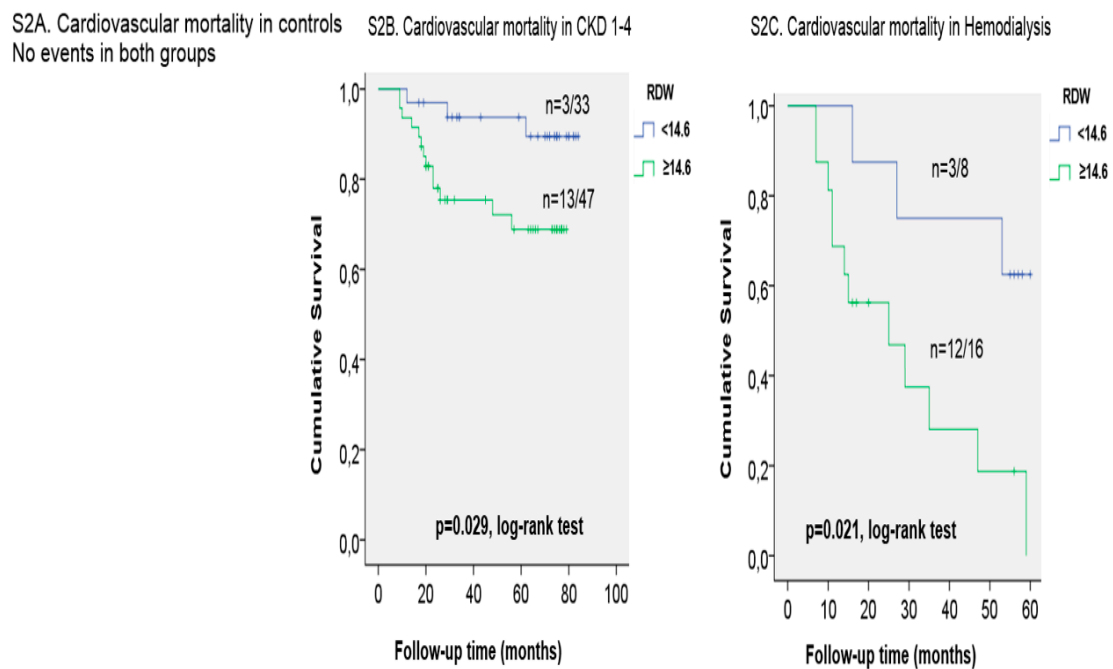 S2A. Cardiovascular mortality in controls
No events in both groups
S2B. Cardiovascular mortality in CKD 1-4
Cumulative Survival
1,0
0,8
0,6
0,4
0,2
0,0
n=3/33
n=13/47
p=0.029, log-rank test
0 20 40 60 80 100
Follow-up time (months)
RDW
<14.6
≥14.6
S2C. Cardiovascular mortality in Hemodialysis
Cumulative Survival
1,0
0,8
0,6
0,4
0,2
0,0
n=3/8
n=12/16
p=0.021, log-rank test
0 10 20 30 40 50 60
Follow-up time (months)
RDW
<14.6
≥14.6